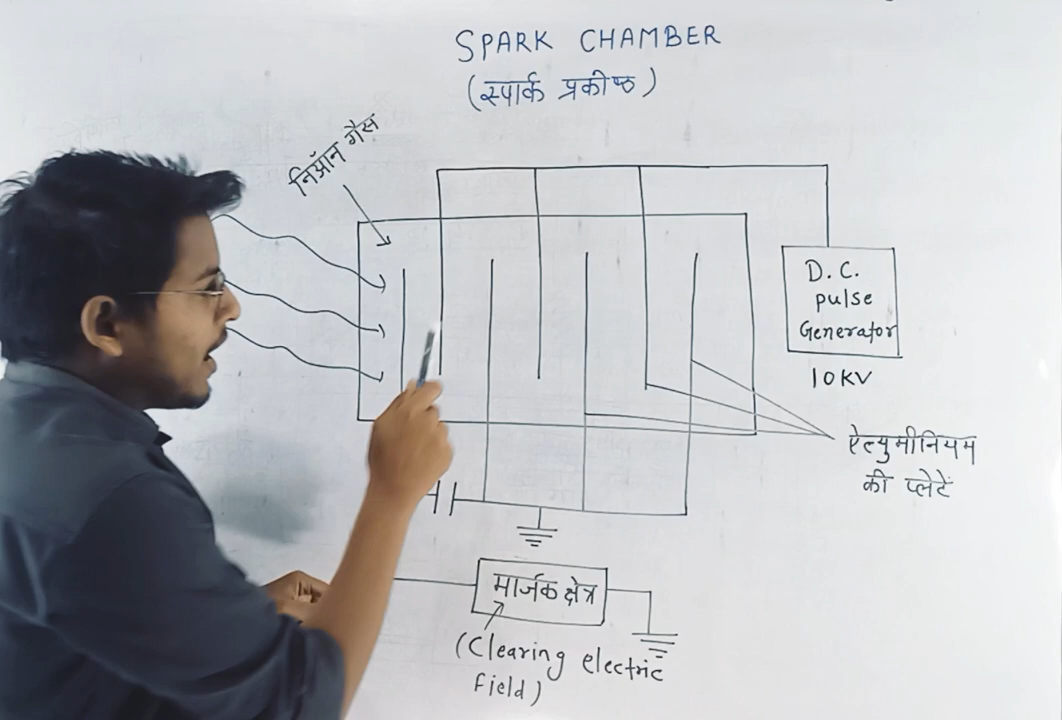 SPARK CHAMBER
(स्पार्क प्रकोष्ठ)
निऑन गैस
D.C.
pulse
Generator
10KV
ऐल्युमीनियम
की प्लेटें
मार्जक क्षेत्र
(Clearing electric
field)